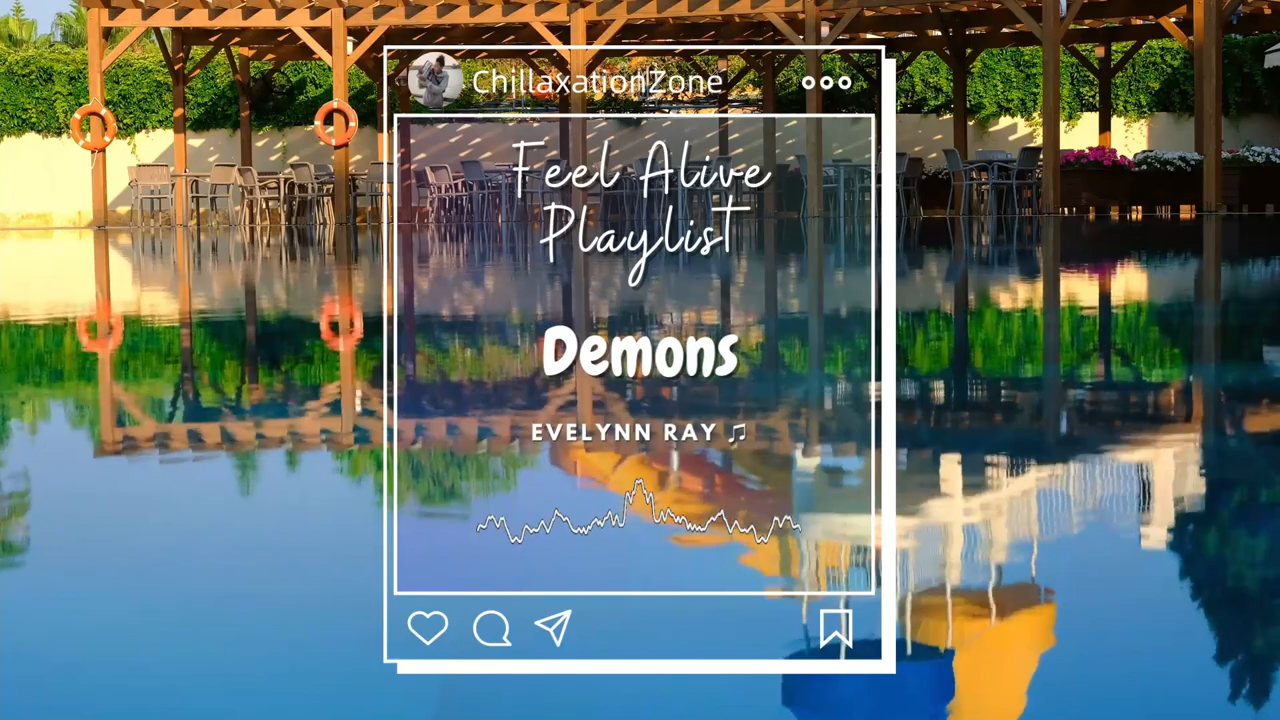 ChillaxationZone
Feel Alive
Playlist
Demons
EVELYNN RAY ♫